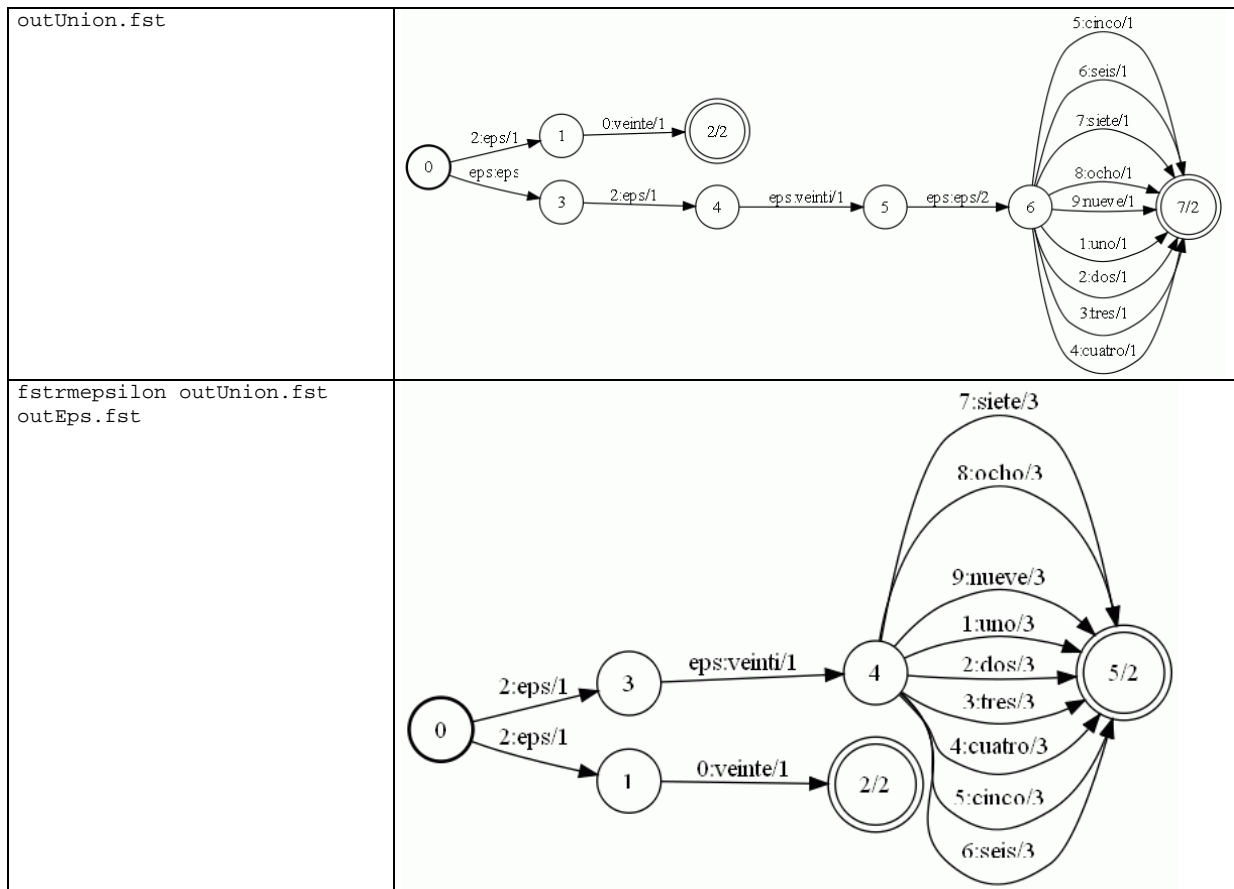 outUnion.fst
5:cinco/1
6:seis/1
7:siete/1
8:ocho/1
9:nueve/1
1:uno/1
2:dos/1
3:tres/1
4:cuatro/1
0
2:eps/1
eps:eps
1
0:veinte/1
2/2
3
2:eps/1
4
eps:veinti/1
5
eps:eps/2
6
7/2
fstrmepsilon outUnion.fst
outEps.fst
7:siete/3
8:ocho/3
9:nueve/3
1:uno/3
2:dos/3
3:tres/3
4:cuatro/3
5:cinco/3
6:seis/3
0
2:eps/1
2:eps/1
3
eps:veinti/1
4
5/2
1
0:veinte/1
2/2